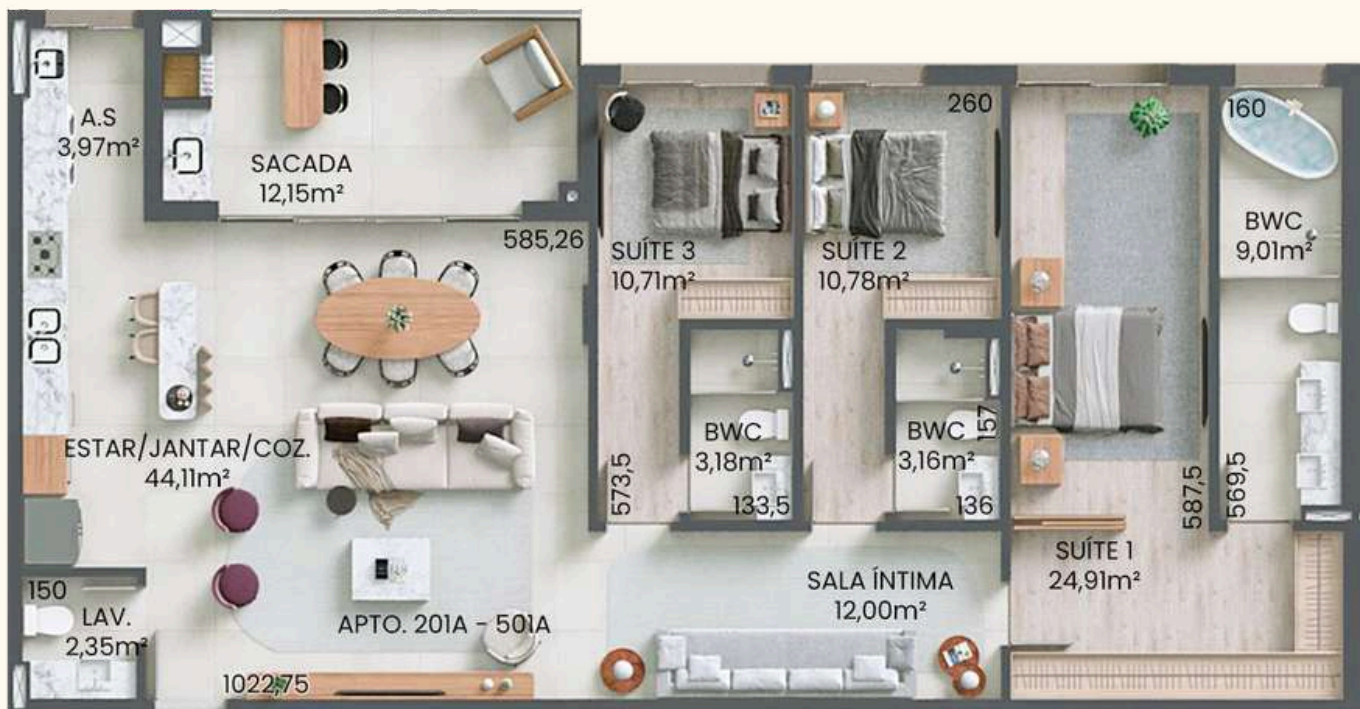 A.S
3,97m²
SACADA
12,15m²
585,26
SUÍTE 3
10,71m²
260
SUÍTE 2
10,78m²
160
BWC
9,01m²
ESTAR/JANTAR/COZ.
44,11m²
573,5
BWC
3,18m²
133,5
BWC
3,16m²
157
136
587,5
569,5
SUÍTE 1
24,91m²
SALA ÍNTIMA
12,00m²
150
LAV.
2,35m²
APTO. 201A - 501A
1022,75